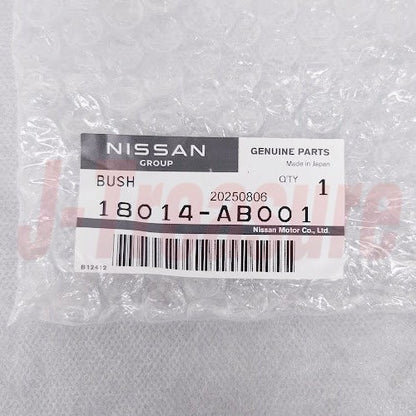 NISSAN
GROUP
GENUINE PARTS
Made in Japan
BUSH
QTY 1
20250806
18014-AB001
Nissan Motor Co., Ltd.
B12412
J-Treasure